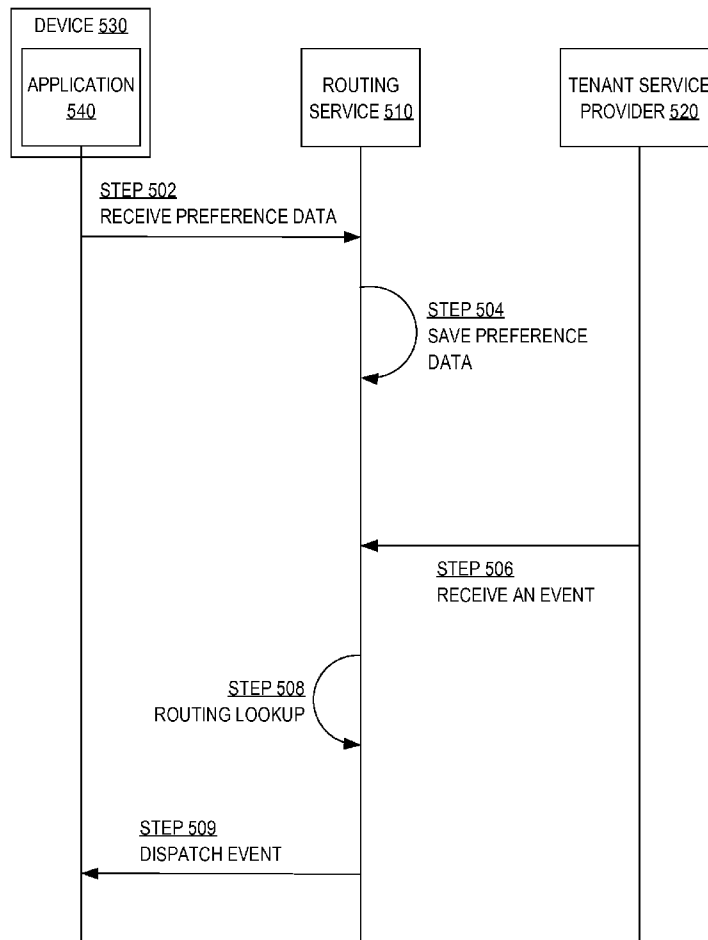 DEVICE 530
APPLICATION
540
ROUTING
SERVICE 510
TENANT SERVICE
PROVIDER 520
STEP 502
RECEIVE PREFERENCE DATA
STEP 504
SAVE PREFERENCE
DATA
STEP 506
RECEIVE AN EVENT
STEP 508
ROUTING LOOKUP
STEP 509
DISPATCH EVENT